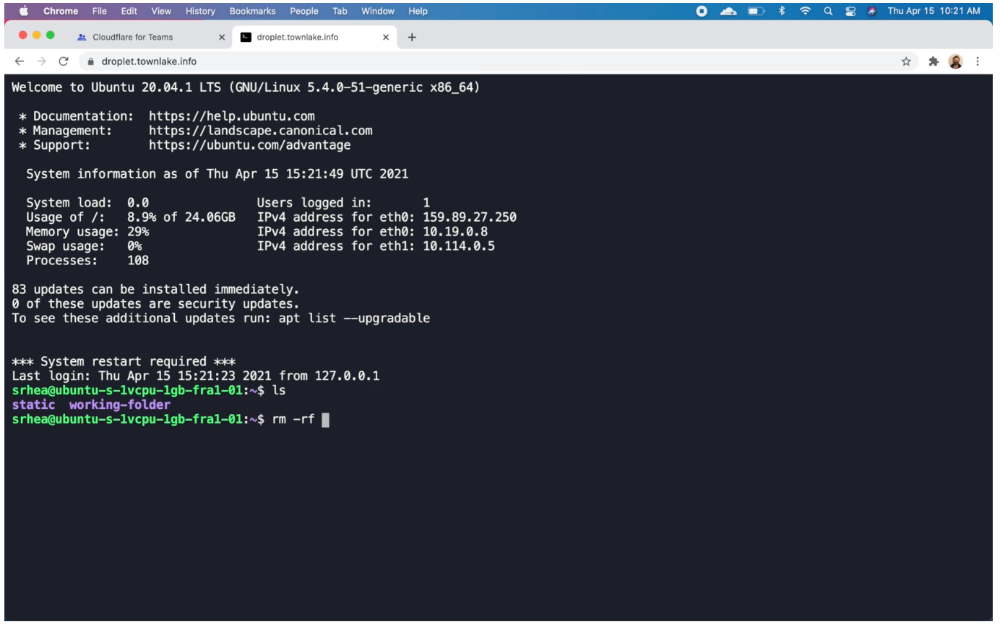 Chrome File Edit View History Bookmarks People Tab Window Help Thu Apr 15 10:21 AM
Cloudflare for Teams droplet.townlake.info
droplet.townlake.info
Welcome to Ubuntu 20.04.1 LTS (GNU/Linux 5.4.0-51-generic x86_64)
* Documentation: https://help.ubuntu.com
* Management: https://landscape.canonical.com
* Support: https://ubuntu.com/advantage
System information as of Thu Apr 15 15:21:49 UTC 2021
System load: 0.0 Users logged in: 1
Usage of /: 8.9% of 24.06GB IPv4 address for eth0: 159.89.27.250
Memory usage: 29% IPv4 address for eth0: 10.19.0.8
Swap usage: 0% IPv4 address for eth1: 10.114.0.5
Processes: 108
83 updates can be installed immediately.
0 of these updates are security updates.
To see these additional updates run: apt list --upgradable
*** System restart required ***
Last login: Thu Apr 15 15:21:23 2021 from 127.0.0.1
srhea@ubuntu-s-1vcpu-1gb-fra1-01:~$ ls
static working-folder
srhea@ubuntu-s-1vcpu-1gb-fra1-01:~$ rm -rf